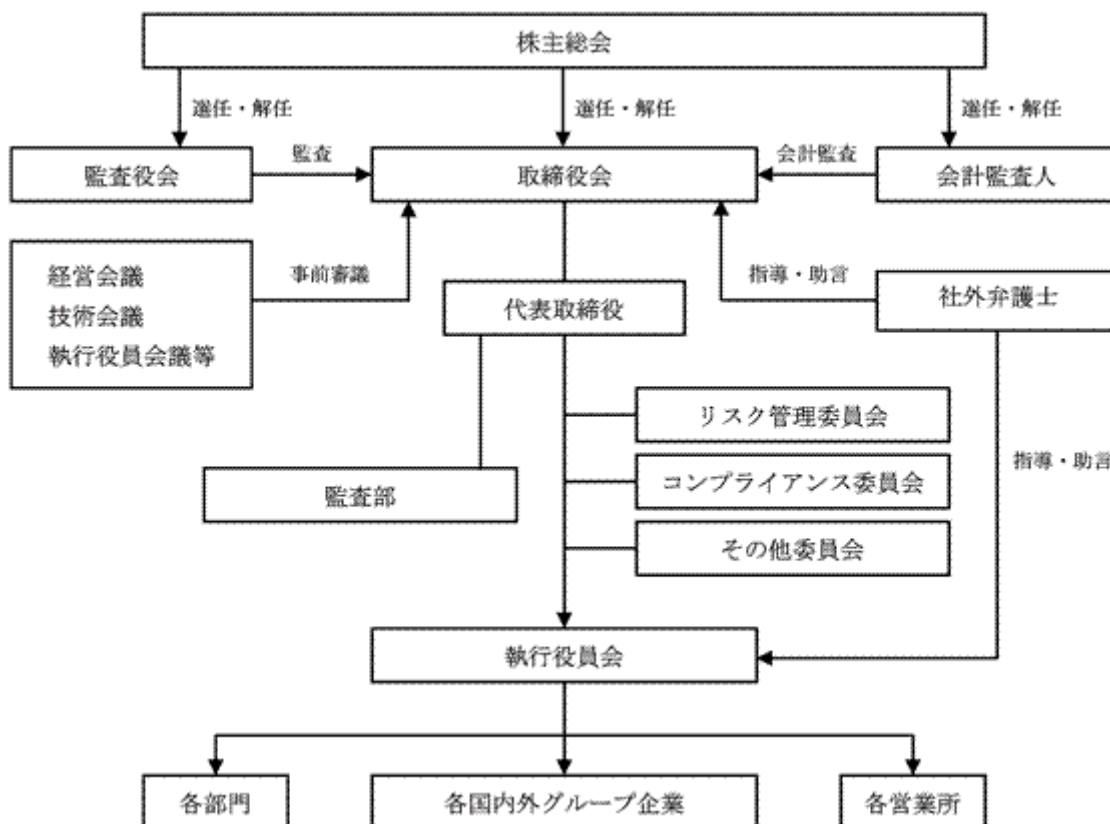 株主総会
選任・解任
選任・解任
選任・解任
監査役会
監査
取締役会
会計監査
会計監査人
経営会議
技術会議
執行役員会議等
事前審議
指導・助言
社外弁護士
代表取締役
リスク管理委員会
コンプライアンス委員会
指導・助言
監査部
その他委員会
執行役員会
各部門
各国内外グループ企業
各営業所